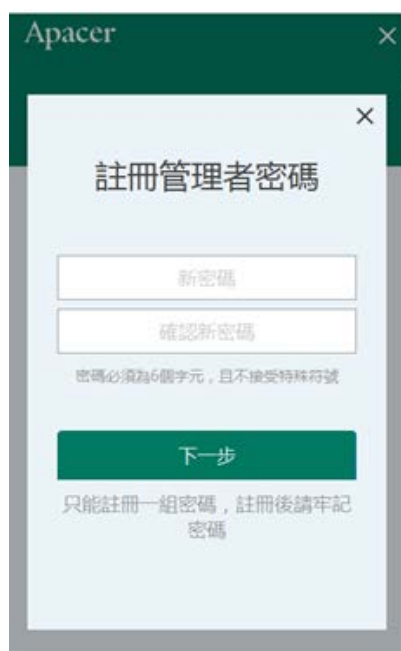 Apacer
註冊管理者密碼
新密碼
確認新密碼
密碼必須為6個字元，且不接受特殊符號
下一步
只能註冊一組密碼，註冊後請牢記
密碼